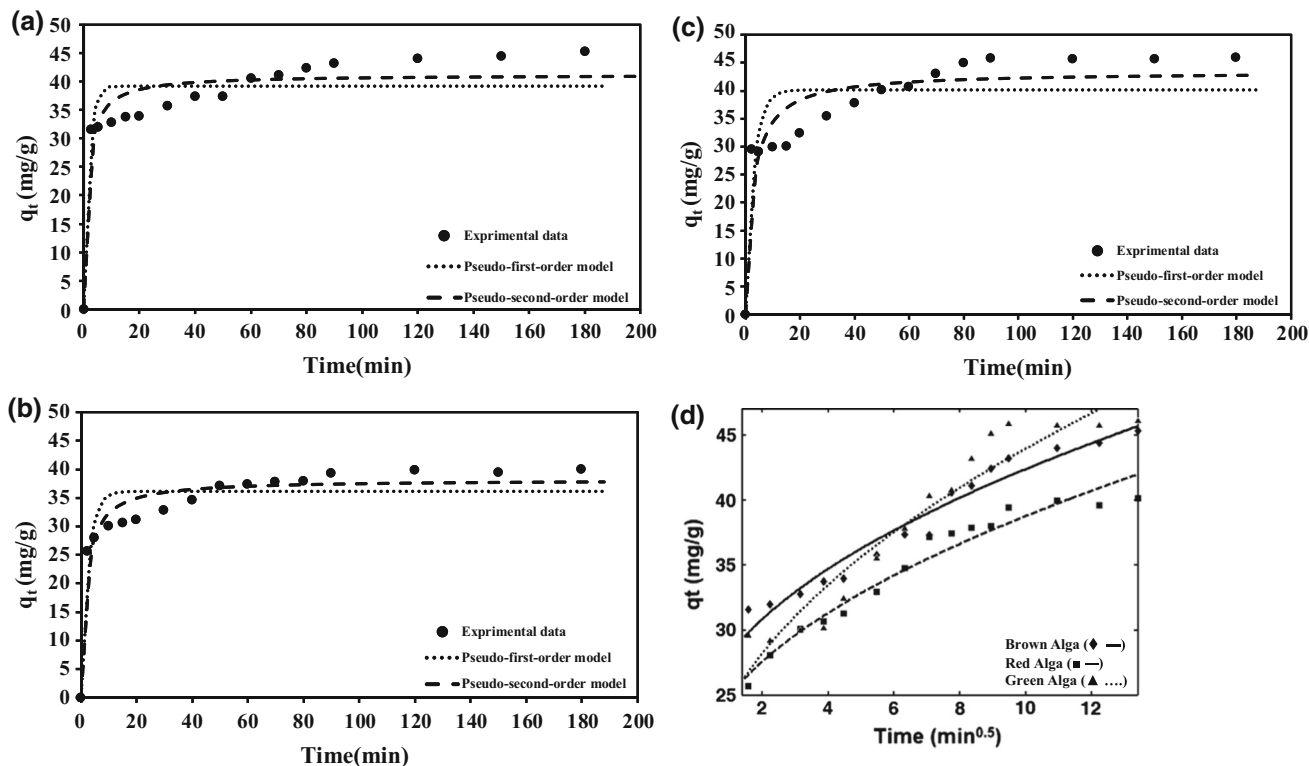 (a)
50
45
40
35
30
25
20
15
10
5
0
qt (mg/g)
Exprimental data
Pseudo-first-order model
Pseudo-second-order model
0 20 40 60 80 100 120 140 160 180 200
Time(min)
(c)
50
45
40
35
30
25
20
15
10
5
0
qt (mg/g)
Exprimental data
Pseudo-first-order model
Pseudo-second-order model
0 20 40 60 80 100 120 140 160 180 200
Time(min)
(b)
50
45
40
35
30
25
20
15
10
5
0
qt (mg/g)
Exprimental data
Pseudo-first-order model
Pseudo-second-order model
0 20 40 60 80 100 120 140 160 180 200
Time(min)
(d)
45
40
35
30
25
qt (mg/g)
Brown Alga (♦ —)
Red Alga (■ —)
Green Alga (▲ ....)
2 4 6 8 10 12
Time (min0.5)